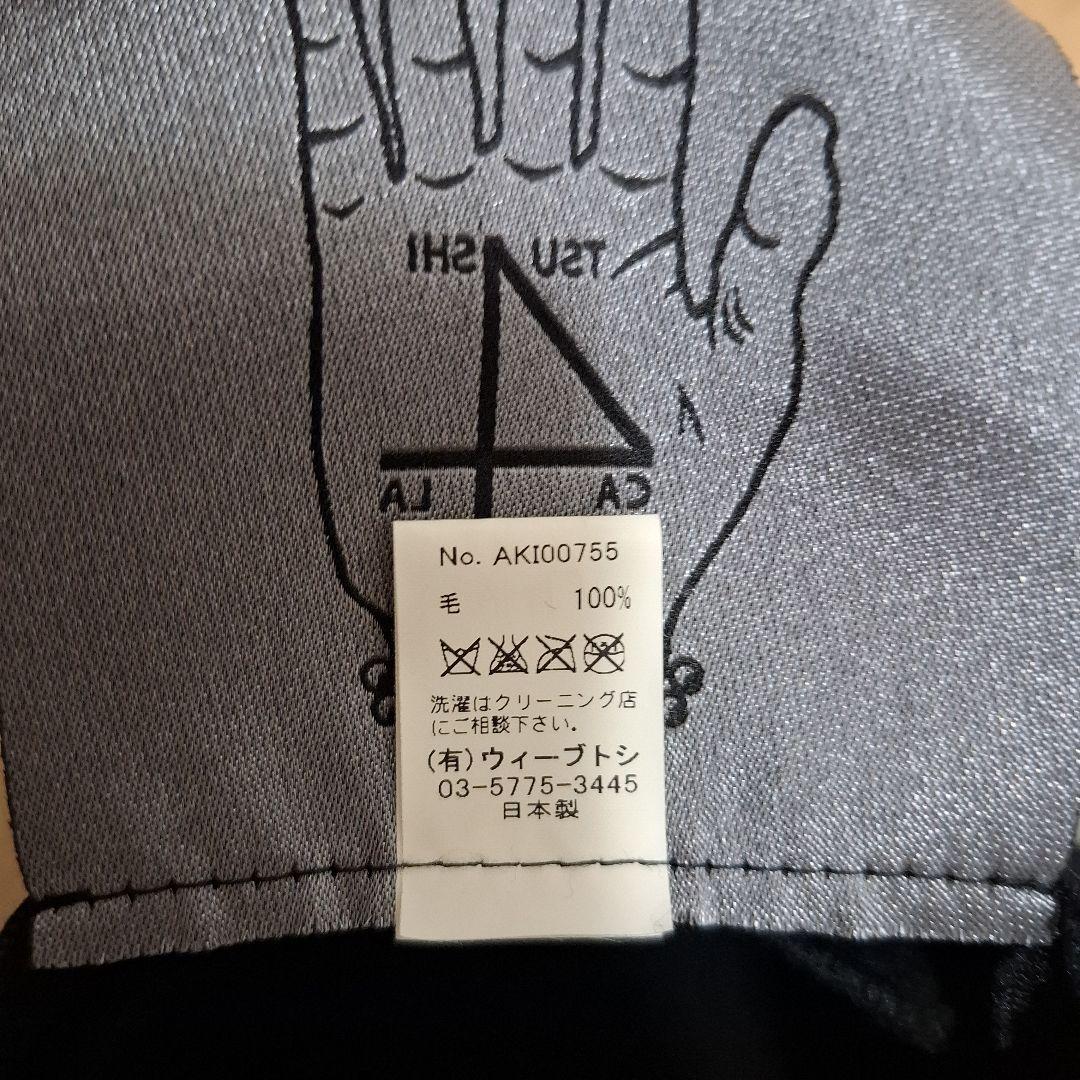 SHI TSU
LA CA
No. AKI00755
毛 100%
洗濯はクリーニング店
にご相談下さい。
(有)ウィーブトシ
03-5775-3445
日本製